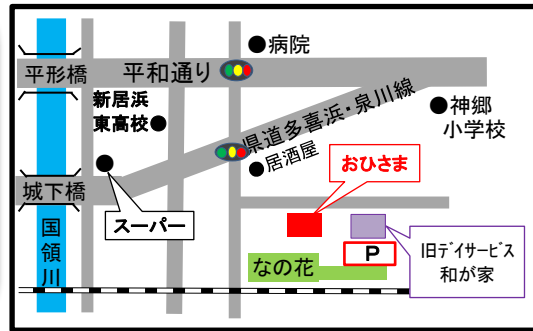 ●病院
平形橋
平和通り
新居浜
東高校●
県道多喜浜・泉川線
●神郷
小学校
●居酒屋
おひさま
城下橋
スーパー
国領川
旧デイサービス
和が家
P
なの花